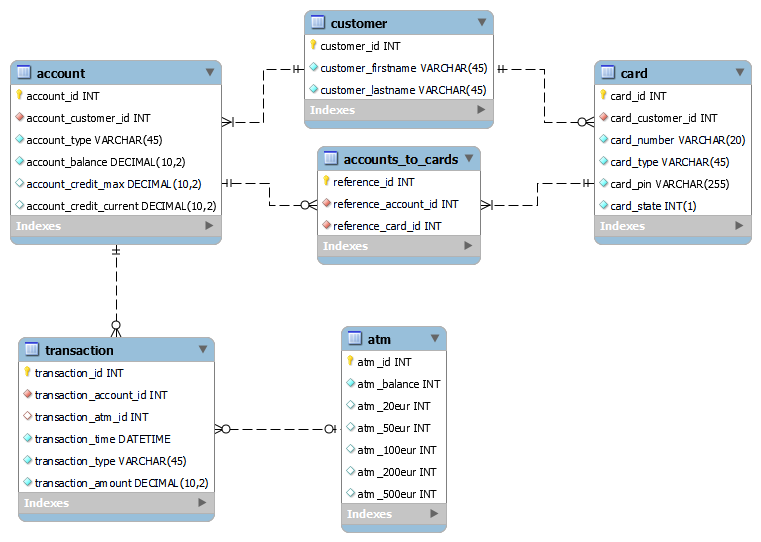 customer
customer_id INT
customer_firstname VARCHAR(45)
customer_lastname VARCHAR(45)
Indexes
account
account_id INT
account_customer_id INT
account_type VARCHAR(45)
account_balance DECIMAL(10,2)
account_credit_max DECIMAL(10,2)
account_credit_current DECIMAL(10,2)
Indexes
accounts_to_cards
reference_id INT
reference_account_id INT
reference_card_id INT
Indexes
card
card_id INT
card_customer_id INT
card_number VARCHAR(20)
card_type VARCHAR(45)
card_pin VARCHAR(255)
card_state INT(1)
Indexes
transaction
transaction_id INT
transaction_account_id INT
transaction_atm_id INT
transaction_time DATETIME
transaction_type VARCHAR(45)
transaction_amount DECIMAL(10,2)
Indexes
atm
atm_id INT
atm_balance INT
atm_20eur INT
atm_50eur INT
atm_100eur INT
atm_200eur INT
atm_500eur INT
Indexes